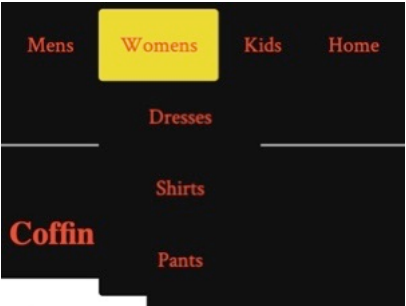 Mens Womens Kids Home
Dresses
Shirts
Coffin
Pants